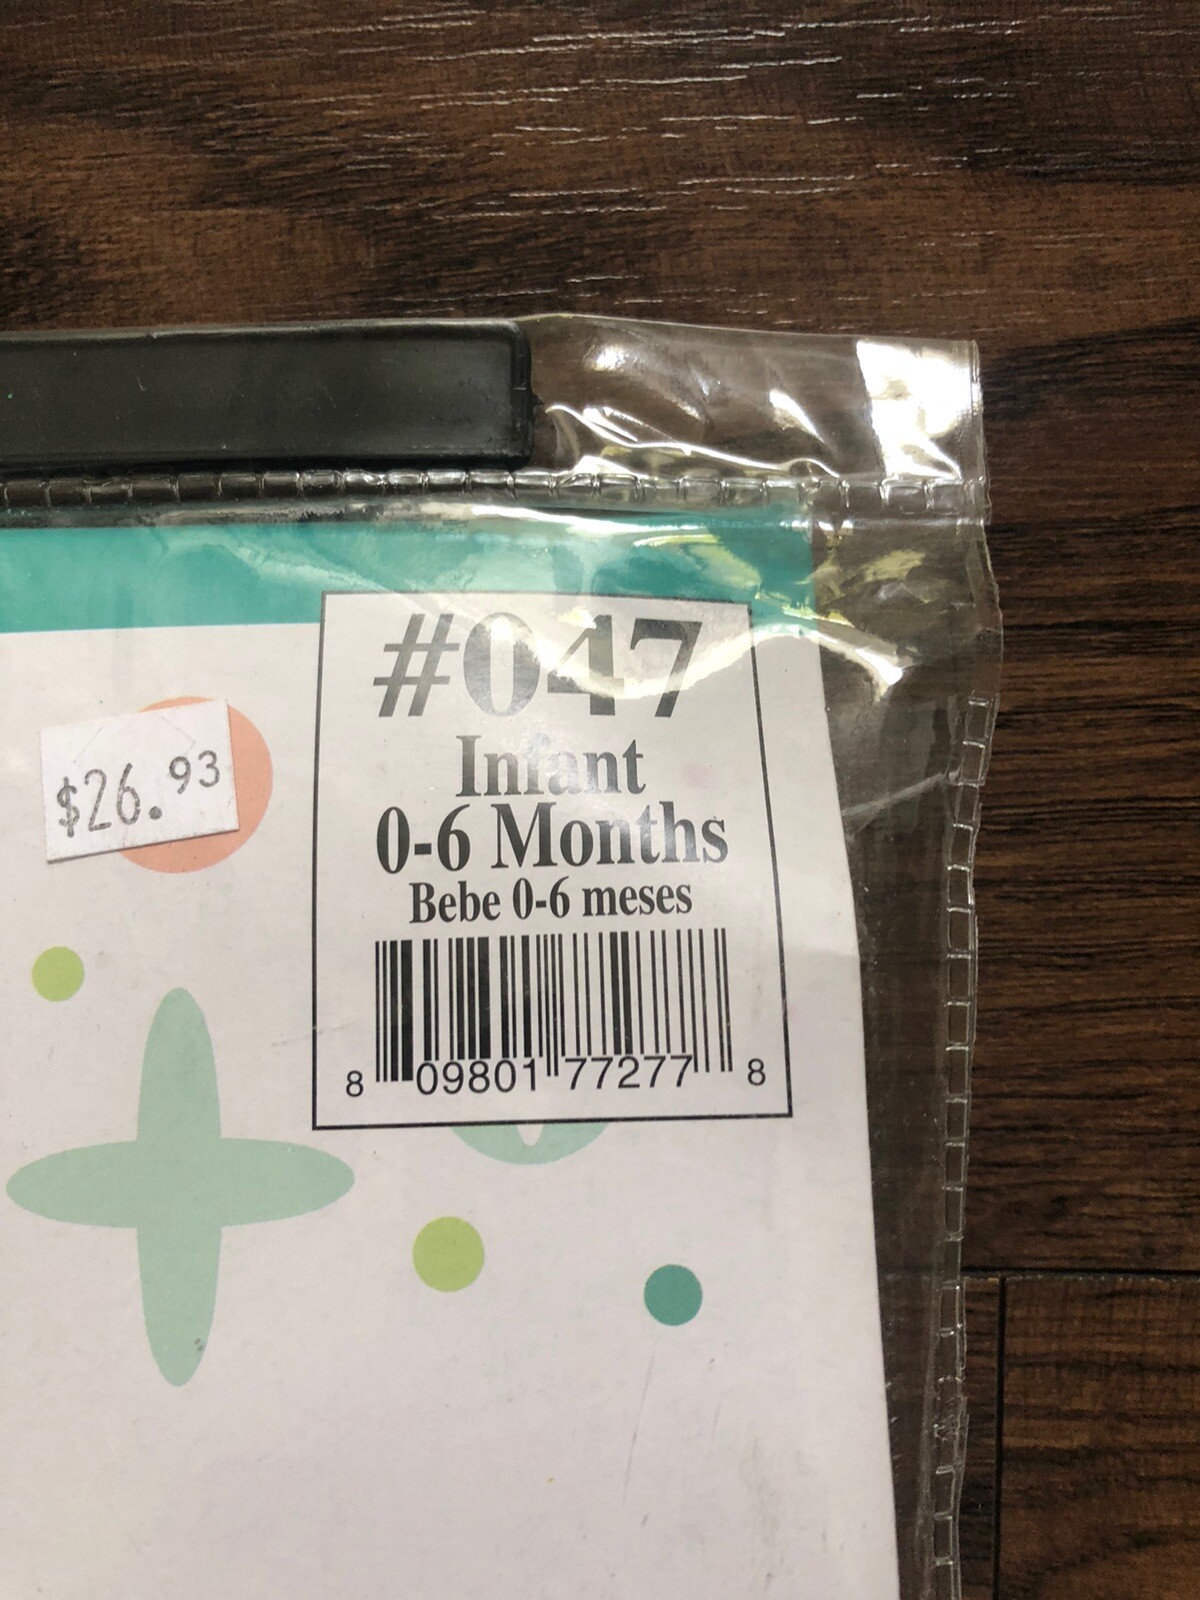 #047
Infant
0-6 Months
Bebe 0-6 meses
$26.93
8 09801 77277 8